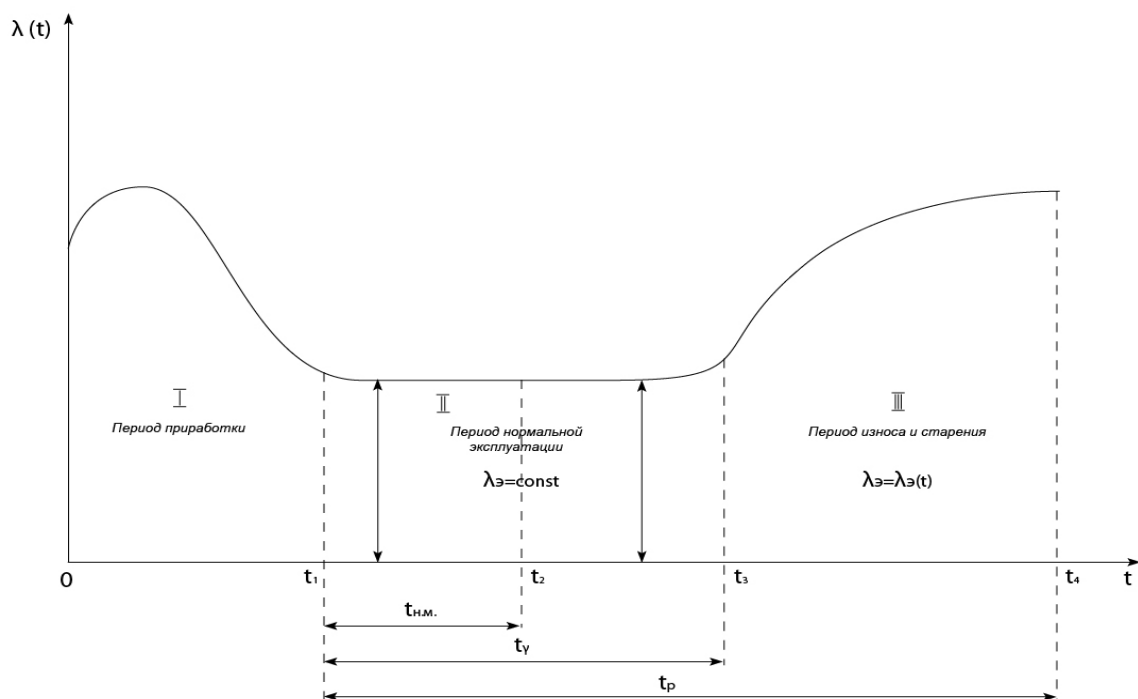 λ (t)
I
Период приработки
II
Период нормальной
эксплуатации
λэ=const
III
Период износа и старения
λэ=λэ(t)
0
t₁
t₂
t₃
t₄
t
tн.м.
tγ
tр